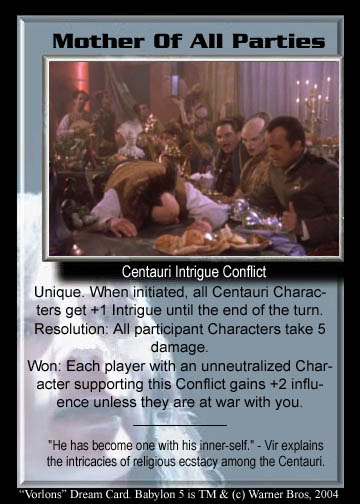 Mother Of All Parties
Centauri Intrigue Conflict
Unique. When initiated, all Centauri Charac-
ters get +1 Intrigue until the end of the turn.
Resolution: All participant Characters take 5
damage.
Won: Each player with an unneutralized Char-
acter supporting this Conflict gains +2 influ-
ence unless they are at war with you.
"He has become one with his inner-self." - Vir explains
the intricacies of religious ecstacy among the Centauri.
"Vorlons" Dream Card. Babylon 5 is TM & (c) Warner Bros, 2004